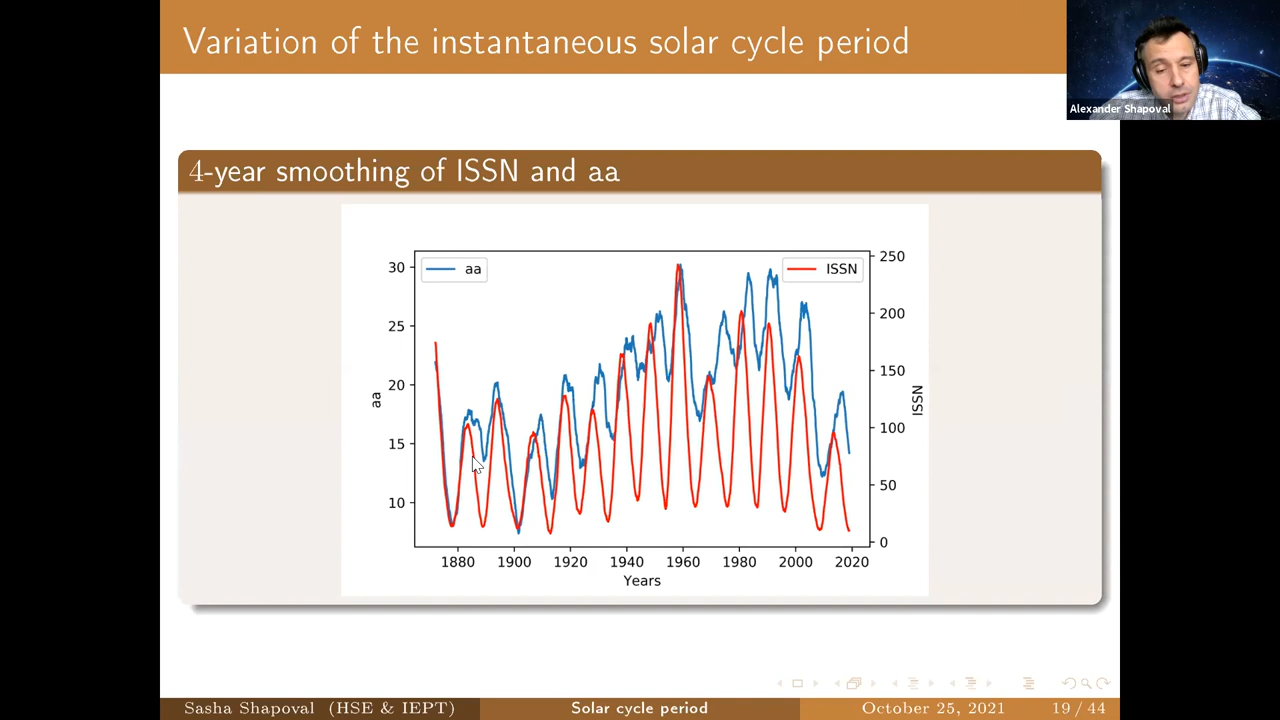 Variation of the instantaneous solar cycle period
Alexander Shapoval
4-year smoothing of ISSN and aa
aa
ISSN
30
25
20
15
10
aa
250
200
150
100
50
0
ISSN
1880 1900 1920 1940 1960 1980 2000 2020
Years
Sasha Shapoval (HSE & IEPT) Solar cycle period October 25, 2021 19 / 44